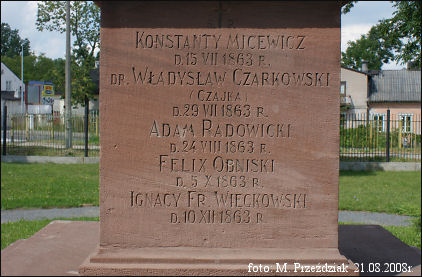 KONSTANTY MICEWICZ
D. 15 VII 1863 R.
DR. WŁADYSŁAW CZARKOWSKI
(CZAJKA)
D. 29 VII 1863 R.
ADAM RADOWICKI
D. 24 VIII 1863 R.
FELIX OBNISKI
D. 5 X 1863 R.
IGNACY FR. WIĘCKOWSKI
D. 10 XII 1863 R.
foto: M. Przeździak 21.08.2008r.